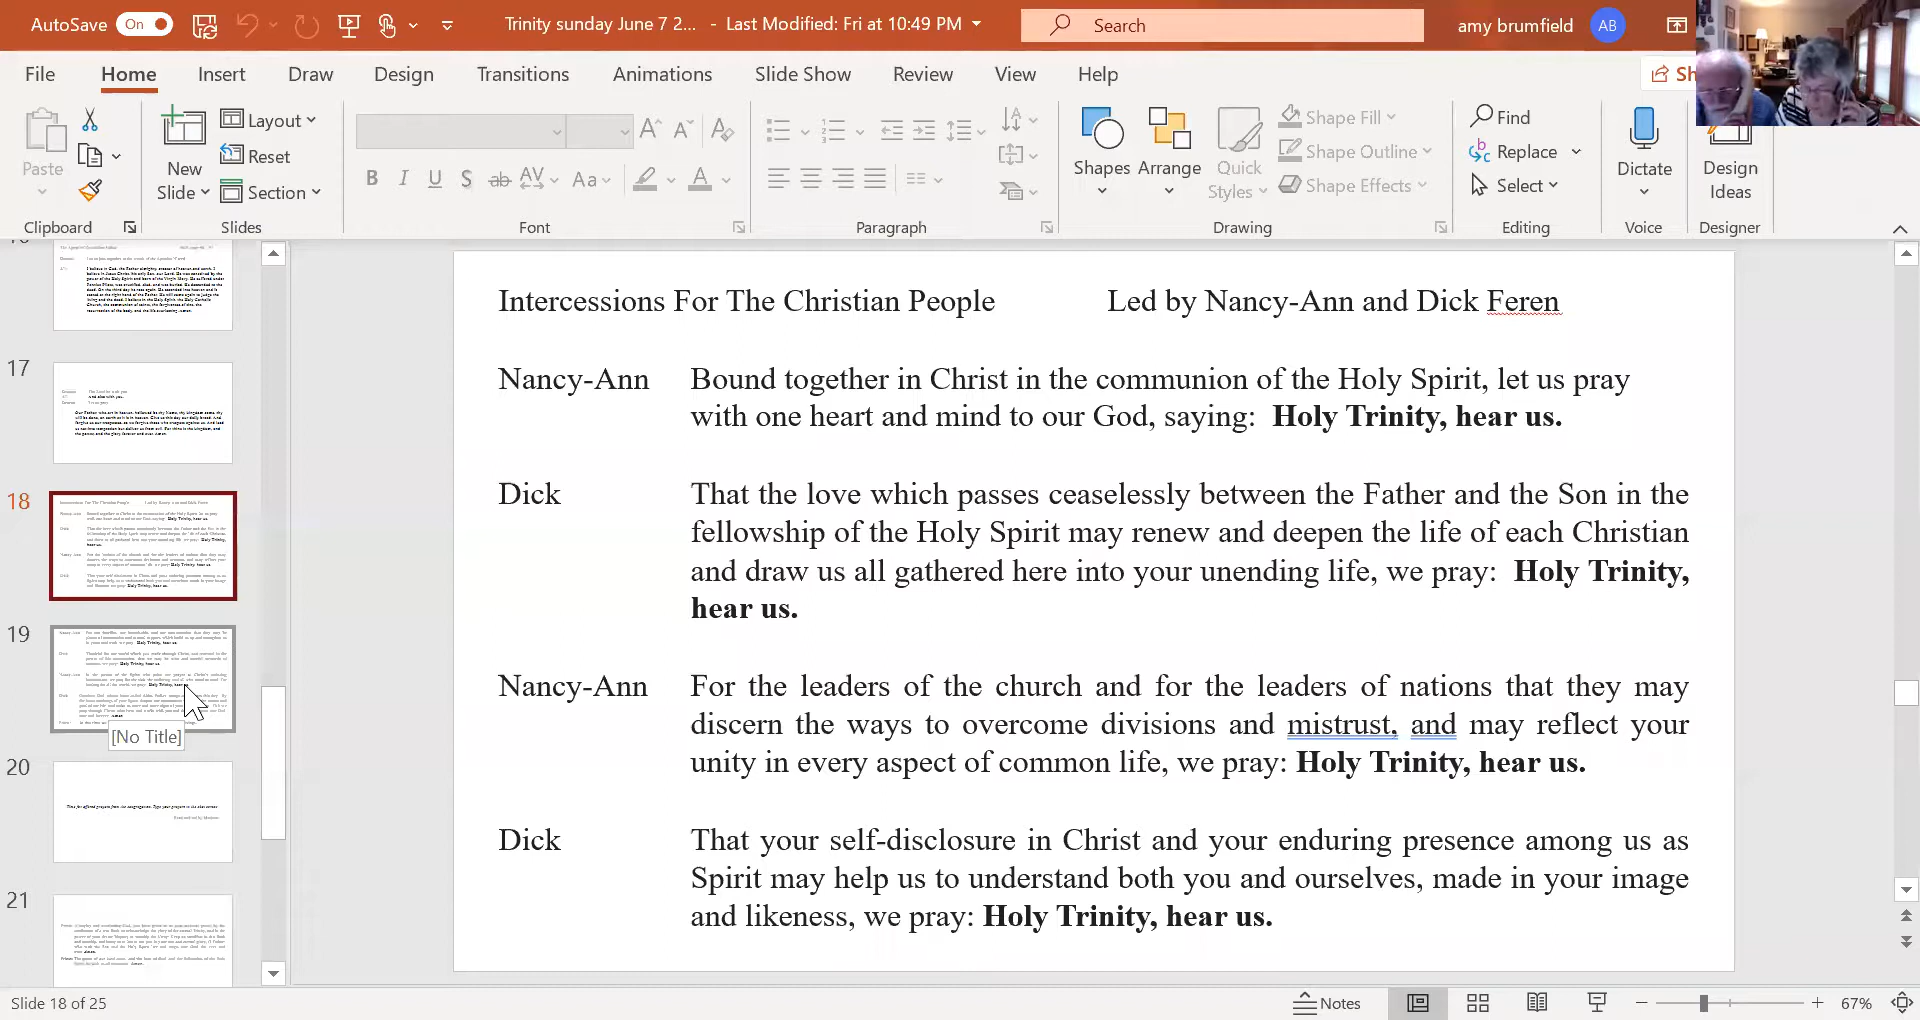 AutoSave On Trinity sunday June 7 2... - Last Modified: Fri at 10:49 PM Search amy brumfield AB
File Home Insert Draw Design Transitions Animations Slide Show Review View Help Sh
Paste New Slide Layout Reset Section
Shapes Arrange Quick Styles Shape Fill Shape Outline Shape Effects Find Replace Select Dictate Design Ideas
Clipboard Slides Font Paragraph Drawing Editing Voice Designer
17
18
19
[No Title]
20
21
Intercessions For The Christian People Led by Nancy-Ann and Dick Feren
Nancy-Ann Bound together in Christ in the communion of the Holy Spirit, let us pray
with one heart and mind to our God, saying: Holy Trinity, hear us.
Dick That the love which passes ceaselessly between the Father and the Son in the
fellowship of the Holy Spirit may renew and deepen the life of each Christian
and draw us all gathered here into your unending life, we pray: Holy Trinity,
hear us.
Nancy-Ann For the leaders of the church and for the leaders of nations that they may
discern the ways to overcome divisions and mistrust, and may reflect your
unity in every aspect of common life, we pray: Holy Trinity, hear us.
Dick That your self-disclosure in Christ and your enduring presence among us as
Spirit may help us to understand both you and ourselves, made in your image
and likeness, we pray: Holy Trinity, hear us.
Slide 18 of 25 Notes 67%